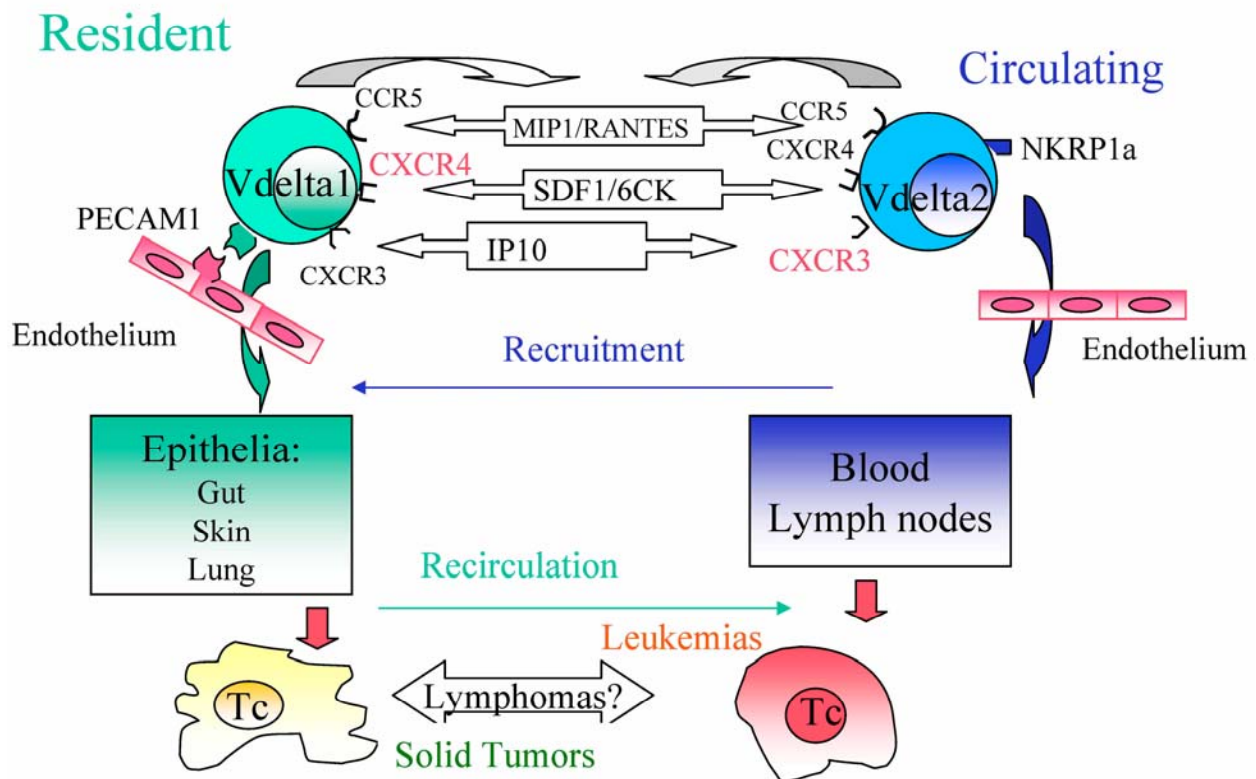 Resident
Circulating
CCR5
MIP1/RANTES
CCR5
CXCR4
CXCR4
NKRP1a
Vdelta1
SDF1/6CK
Vdelta2
PECAM1
IP10
CXCR3
CXCR3
Endothelium
Recruitment
Endothelium
Epithelia:
Gut
Skin
Lung
Blood
Lymph nodes
Recirculation
Leukemias
Tc
Lymphomas?
Tc
Solid Tumors